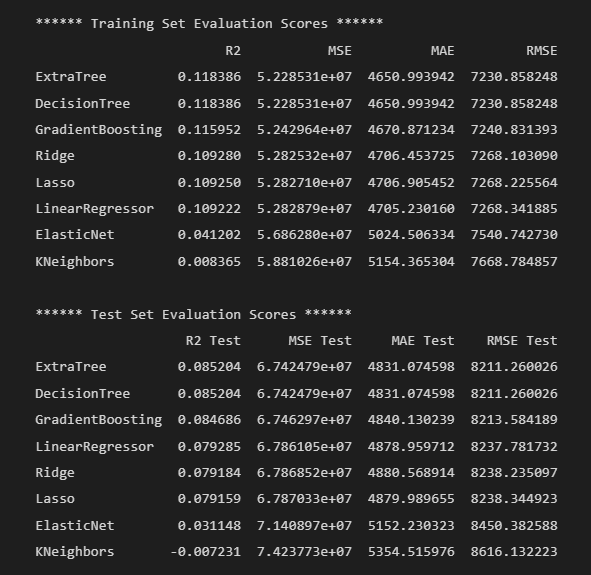 ****** Training Set Evaluation Scores ******
R2 MSE MAE RMSE
ExtraTree 0.118386 5.228531e+07 4650.993942 7230.858248
DecisionTree 0.118386 5.228531e+07 4650.993942 7230.858248
GradientBoosting 0.115952 5.242964e+07 4670.871234 7240.831393
Ridge 0.109280 5.282532e+07 4706.453725 7268.103090
Lasso 0.109250 5.282710e+07 4706.905452 7268.225564
LinearRegressor 0.109222 5.282879e+07 4705.230160 7268.341885
ElasticNet 0.041202 5.686280e+07 5024.506334 7540.742730
KNeighbors 0.008365 5.881026e+07 5154.365304 7668.784857
****** Test Set Evaluation Scores ******
R2 Test MSE Test MAE Test RMSE Test
ExtraTree 0.085204 6.742479e+07 4831.074598 8211.260026
DecisionTree 0.085204 6.742479e+07 4831.074598 8211.260026
GradientBoosting 0.084686 6.746297e+07 4840.130239 8213.584189
LinearRegressor 0.079285 6.786105e+07 4878.959712 8237.781732
Ridge 0.079184 6.786852e+07 4880.568914 8238.235097
Lasso 0.079159 6.787033e+07 4879.989655 8238.344923
ElasticNet 0.031148 7.140897e+07 5152.230323 8450.382588
KNeighbors -0.007231 7.423773e+07 5354.515976 8616.132223